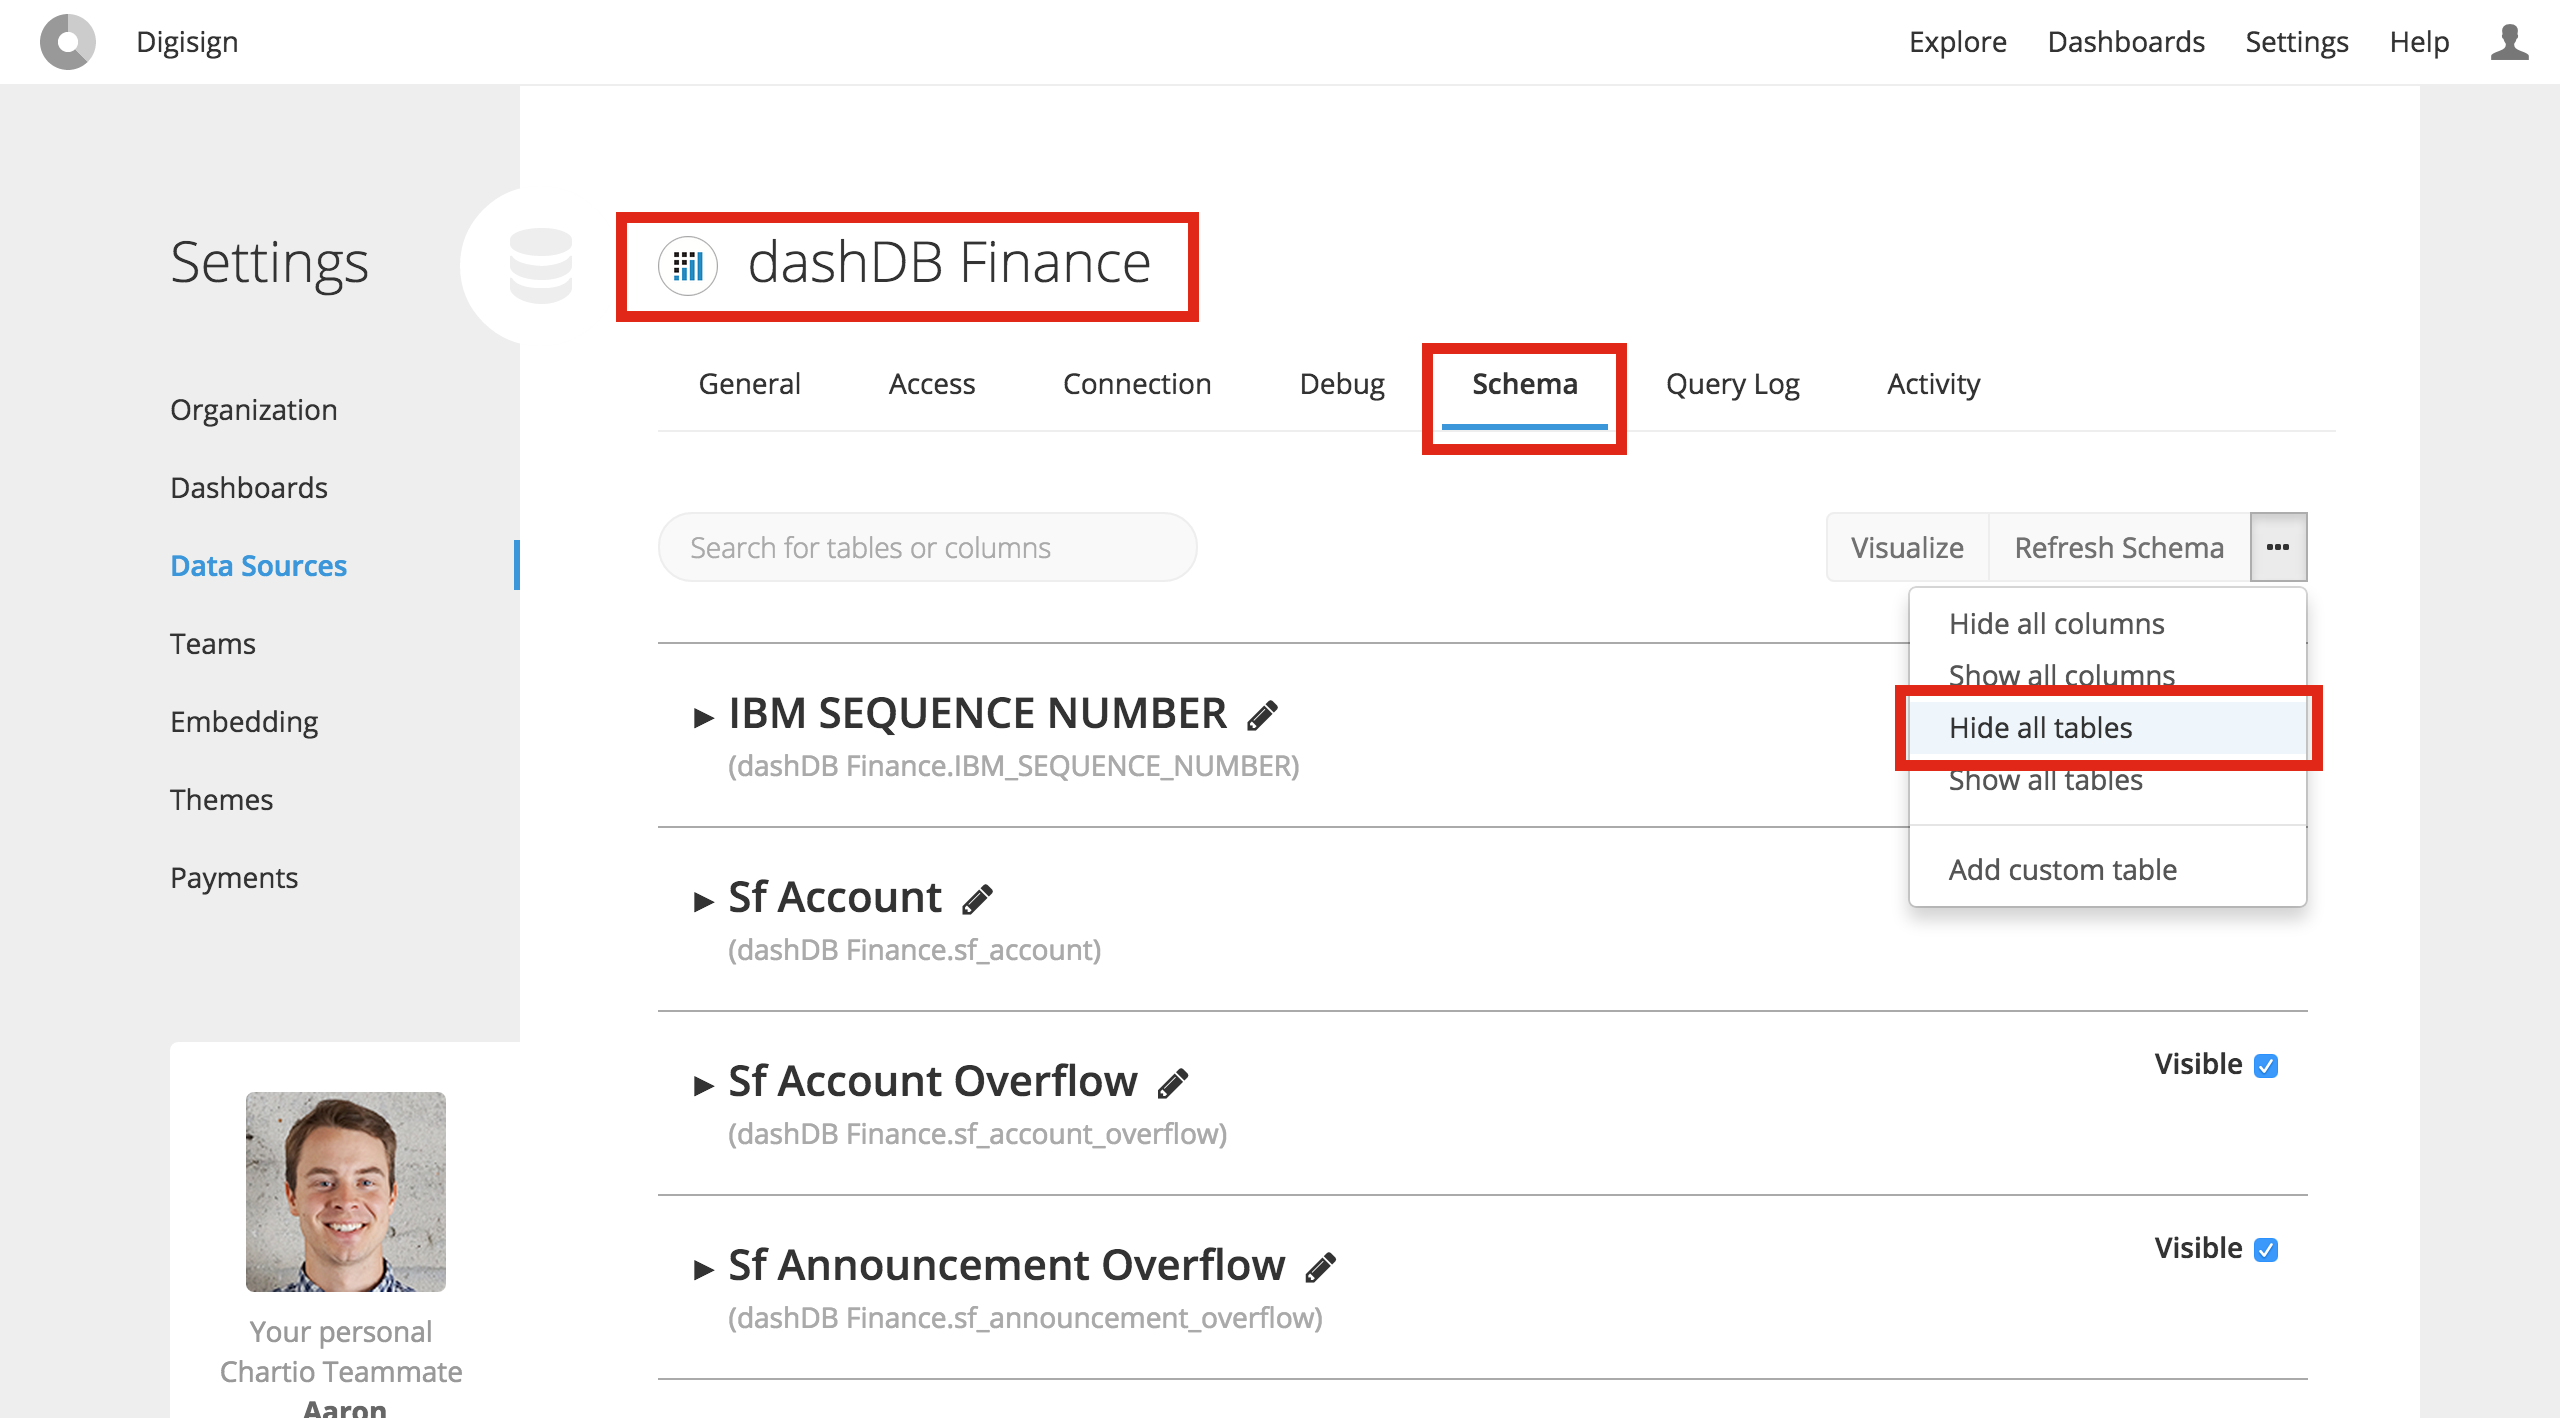 Digisign
Explore Dashboards Settings Help
Settings
dashDB Finance
General Access Connection Debug Schema Query Log Activity
Organization
Dashboards
Data Sources
Teams
Embedding
Themes
Payments
Search for tables or columns
Visualize Refresh Schema
Hide all columns
Show all columns
Hide all tables
Show all tables
Add custom table
IBM SEQUENCE NUMBER
(dashDB Finance.IBM_SEQUENCE_NUMBER)
Sf Account
(dashDB Finance.sf_account)
Sf Account Overflow
Visible
(dashDB Finance.sf_account_overflow)
Sf Announcement Overflow
Visible
(dashDB Finance.sf_announcement_overflow)
Your personal
Chartio Teammate
Aaron